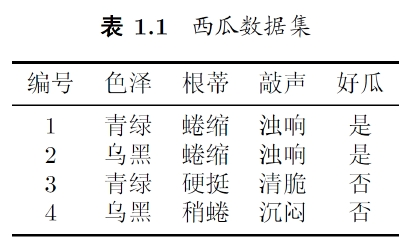 表 1.1 西瓜数据集
编号 色泽 根蒂 敲声 好瓜
1 青绿 蜷缩 浊响 是
2 乌黑 蜷缩 浊响 是
3 青绿 硬挺 清脆 否
4 乌黑 稍蜷 沉闷 否